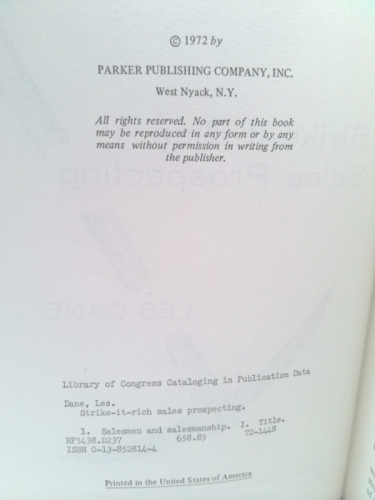 © 1972 by
PARKER PUBLISHING COMPANY, INC.
West Nyack, N.Y.
All rights reserved. No part of this book
may be reproduced in any form or by any
means without permission in writing from
the publisher.
Library of Congress Cataloging in Publication Data
Dane, Les.
Strike-it-rich sales prospecting.
1. Salesmen and salesmanship. I. Title.
HF5438.D237 658.85 72-1448
ISBN 0-13-852814-4
Printed in the United States of America